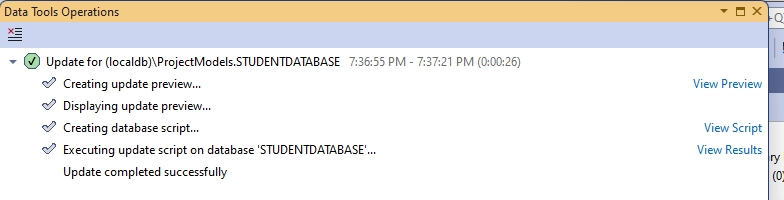 Data Tools Operations
Update for (localdb)\ProjectModels.STUDENTDATABASE 7:36:55 PM - 7:37:21 PM (0:00:26)
Creating update preview... View Preview
Displaying update preview...
Creating database script... View Script
Executing update script on database 'STUDENTDATABASE'... View Results
Update completed successfully
(0)